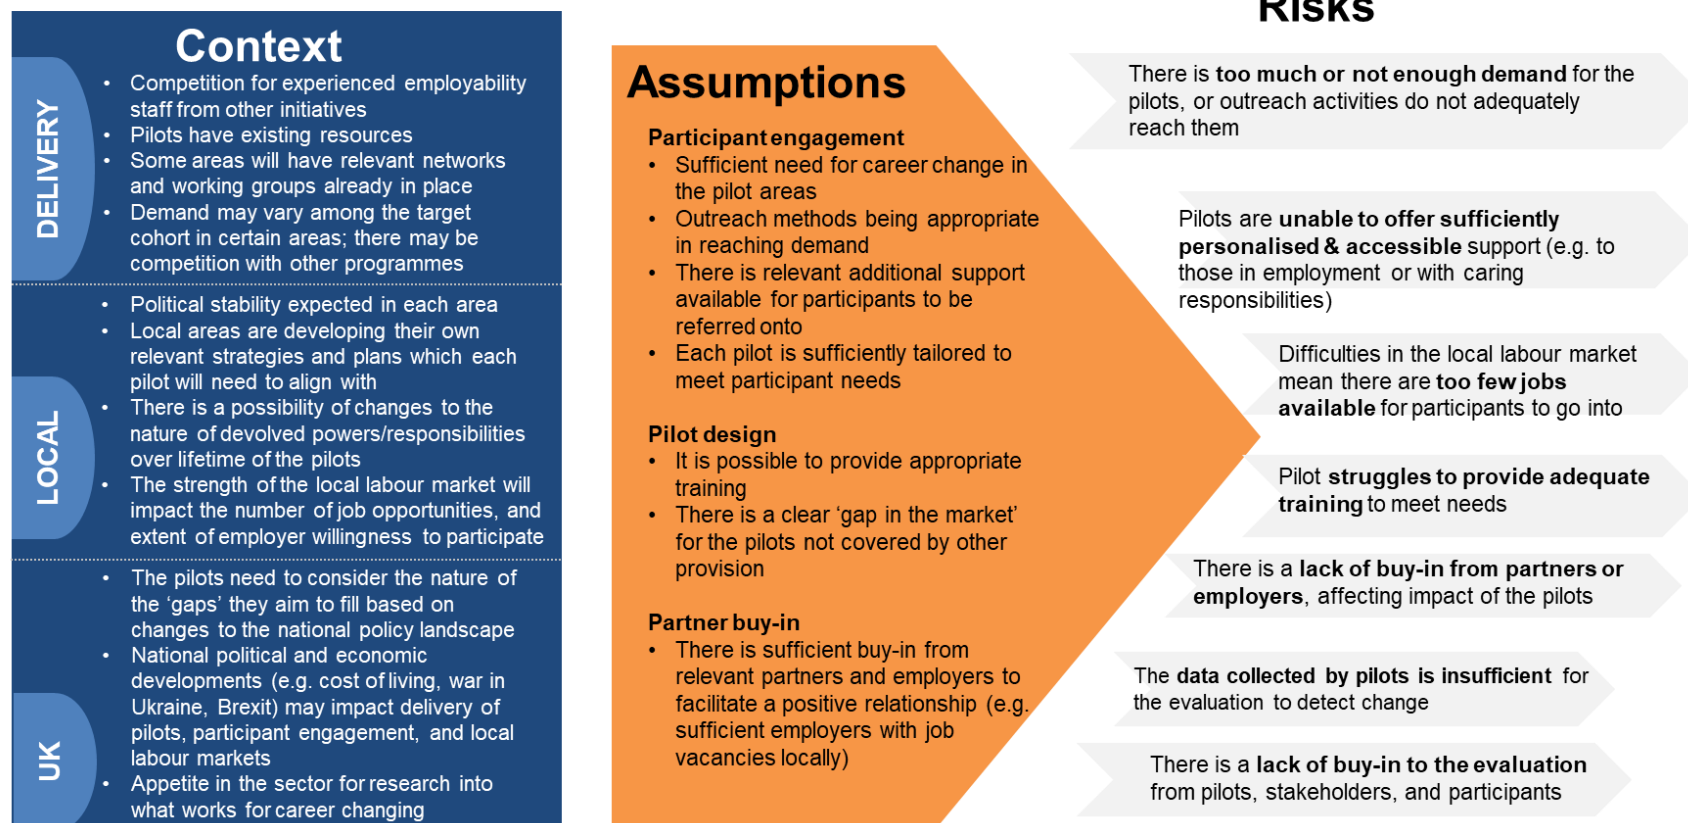 Context
DELIVERY
• Competition for experienced employability
staff from other initiatives
• Pilots have existing resources
• Some areas will have relevant networks
and working groups already in place
• Demand may vary among the target
cohort in certain areas; there may be
competition with other programmes
LOCAL
• Political stability expected in each area
• Local areas are developing their own
relevant strategies and plans which each
pilot will need to align with
• There is a possibility of changes to the
nature of devolved powers/responsibilities
over lifetime of the pilots
• The strength of the local labour market will
impact the number of job opportunities, and
extent of employer willingness to participate
UK
• The pilots need to consider the nature of
the ‘gaps’ they aim to fill based on
changes to the national policy landscape
• National political and economic
developments (e.g. cost of living, war in
Ukraine, Brexit) may impact delivery of
pilots, participant engagement, and local
labour markets
• Appetite in the sector for research into
what works for career changing
Assumptions
Participant engagement
• Sufficient need for career change in
the pilot areas
• Outreach methods being appropriate
in reaching demand
• There is relevant additional support
available for participants to be
referred onto
• Each pilot is sufficiently tailored to
meet participant needs
Pilot design
• It is possible to provide appropriate
training
• There is a clear ‘gap in the market’
for the pilots not covered by other
provision
Partner buy-in
• There is sufficient buy-in from
relevant partners and employers to
facilitate a positive relationship (e.g.
sufficient employers with job
vacancies locally)
Risks
There is too much or not enough demand for the
pilots, or outreach activities do not adequately
reach them
Pilots are unable to offer sufficiently
personalised & accessible support (e.g. to
those in employment or with caring
responsibilities)
Difficulties in the local labour market
mean there are too few jobs
available for participants to go into
Pilot struggles to provide adequate
training to meet needs
There is a lack of buy-in from partners or
employers, affecting impact of the pilots
The data collected by pilots is insufficient for
the evaluation to detect change
There is a lack of buy-in to the evaluation
from pilots, stakeholders, and participants